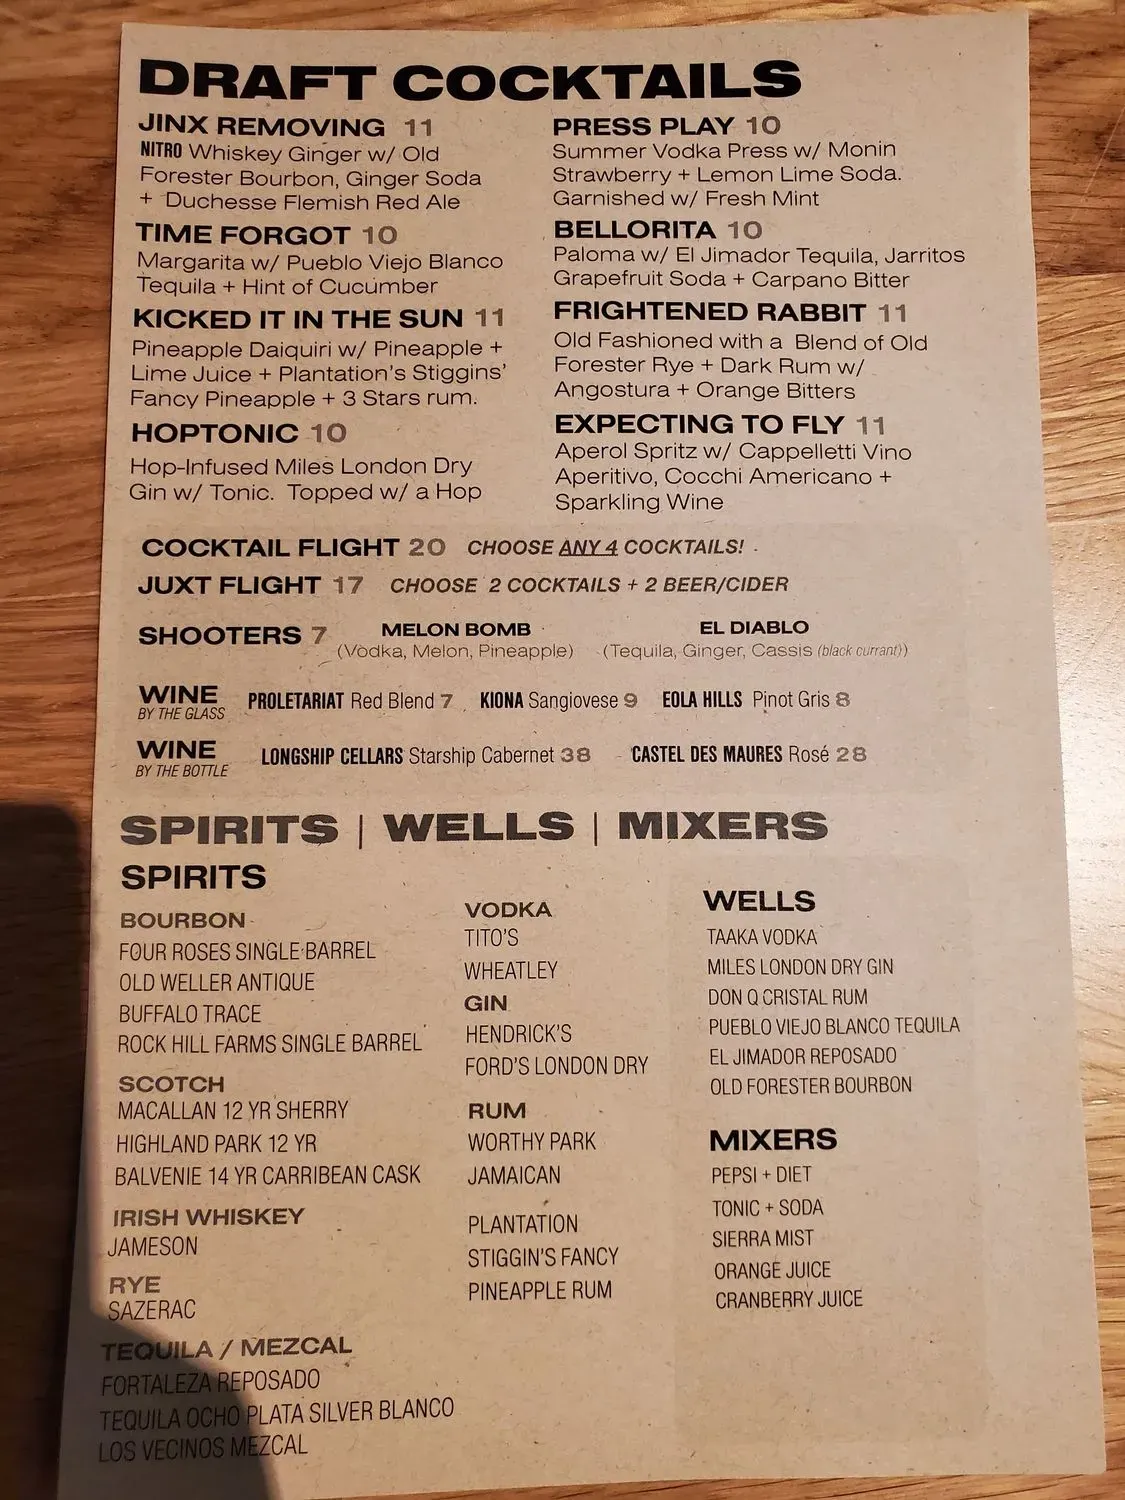 DRAFT COCKTAILS
JINX REMOVING 11
NITRO Whiskey Ginger w/ Old
Forester Bourbon, Ginger Soda
+ Duchesse Flemish Red Ale
TIME FORGOT 10
Margarita w/ Pueblo Viejo Blanco
Tequila + Hint of Cucumber
KICKED IT IN THE SUN 11
Pineapple Daiquiri w/ Pineapple +
Lime Juice + Plantation's Stiggins'
Fancy Pineapple + 3 Stars rum.
HOPTONIC 10
Hop-Infused Miles London Dry
Gin w/ Tonic. Topped w/ a Hop
PRESS PLAY 10
Summer Vodka Press w/ Monin
Strawberry + Lemon Lime Soda.
Garnished w/ Fresh Mint
BELLORITA 10
Paloma w/ El Jimador Tequila, Jarritos
Grapefruit Soda + Carpano Bitter
FRIGHTENED RABBIT 11
Old Fashioned with a Blend of Old
Forester Rye + Dark Rum w/
Angostura + Orange Bitters
EXPECTING TO FLY 11
Aperol Spritz w/ Cappelletti Vino
Aperitivo, Cocchi Americano +
Sparkling Wine
COCKTAIL FLIGHT 20 CHOOSE ANY 4 COCKTAILS!
JUXT FLIGHT 17 CHOOSE 2 COCKTAILS + 2 BEER/CIDER
SHOOTERS 7
MELON BOMB
(Vodka, Melon, Pineapple)
EL DIABLO
(Tequila, Ginger, Cassis (black currant))
WINE
BY THE GLASS
PROLETARIAT Red Blend 7 KIONA Sangiovese 9 EOLA HILLS Pinot Gris 8
WINE
BY THE BOTTLE
LONGSHIP CELLARS Starship Cabernet 38 CASTEL DES MAURES Rosé 28
SPIRITS | WELLS | MIXERS
SPIRITS
BOURBON
FOUR ROSES SINGLE BARREL
OLD WELLER ANTIQUE
BUFFALO TRACE
ROCK HILL FARMS SINGLE BARREL
SCOTCH
MACALLAN 12 YR SHERRY
HIGHLAND PARK 12 YR
BALVENIE 14 YR CARRIBEAN CASK
IRISH WHISKEY
JAMESON
RYE
SAZERAC
TEQUILA / MEZCAL
FORTALEZA REPOSADO
TEQUILA OCHO PLATA SILVER BLANCO
LOS VECINOS MEZCAL
VODKA
TITO'S
WHEATLEY
GIN
HENDRICK'S
FORD'S LONDON DRY
RUM
WORTHY PARK
JAMAICAN
PLANTATION
STIGGIN'S FANCY
PINEAPPLE RUM
WELLS
TAAKA VODKA
MILES LONDON DRY GIN
DON Q CRISTAL RUM
PUEBLO VIEJO BLANCO TEQUILA
EL JIMADOR REPOSADO
OLD FORESTER BOURBON
MIXERS
PEPSI + DIET
TONIC + SODA
SIERRA MIST
ORANGE JUICE
CRANBERRY JUICE